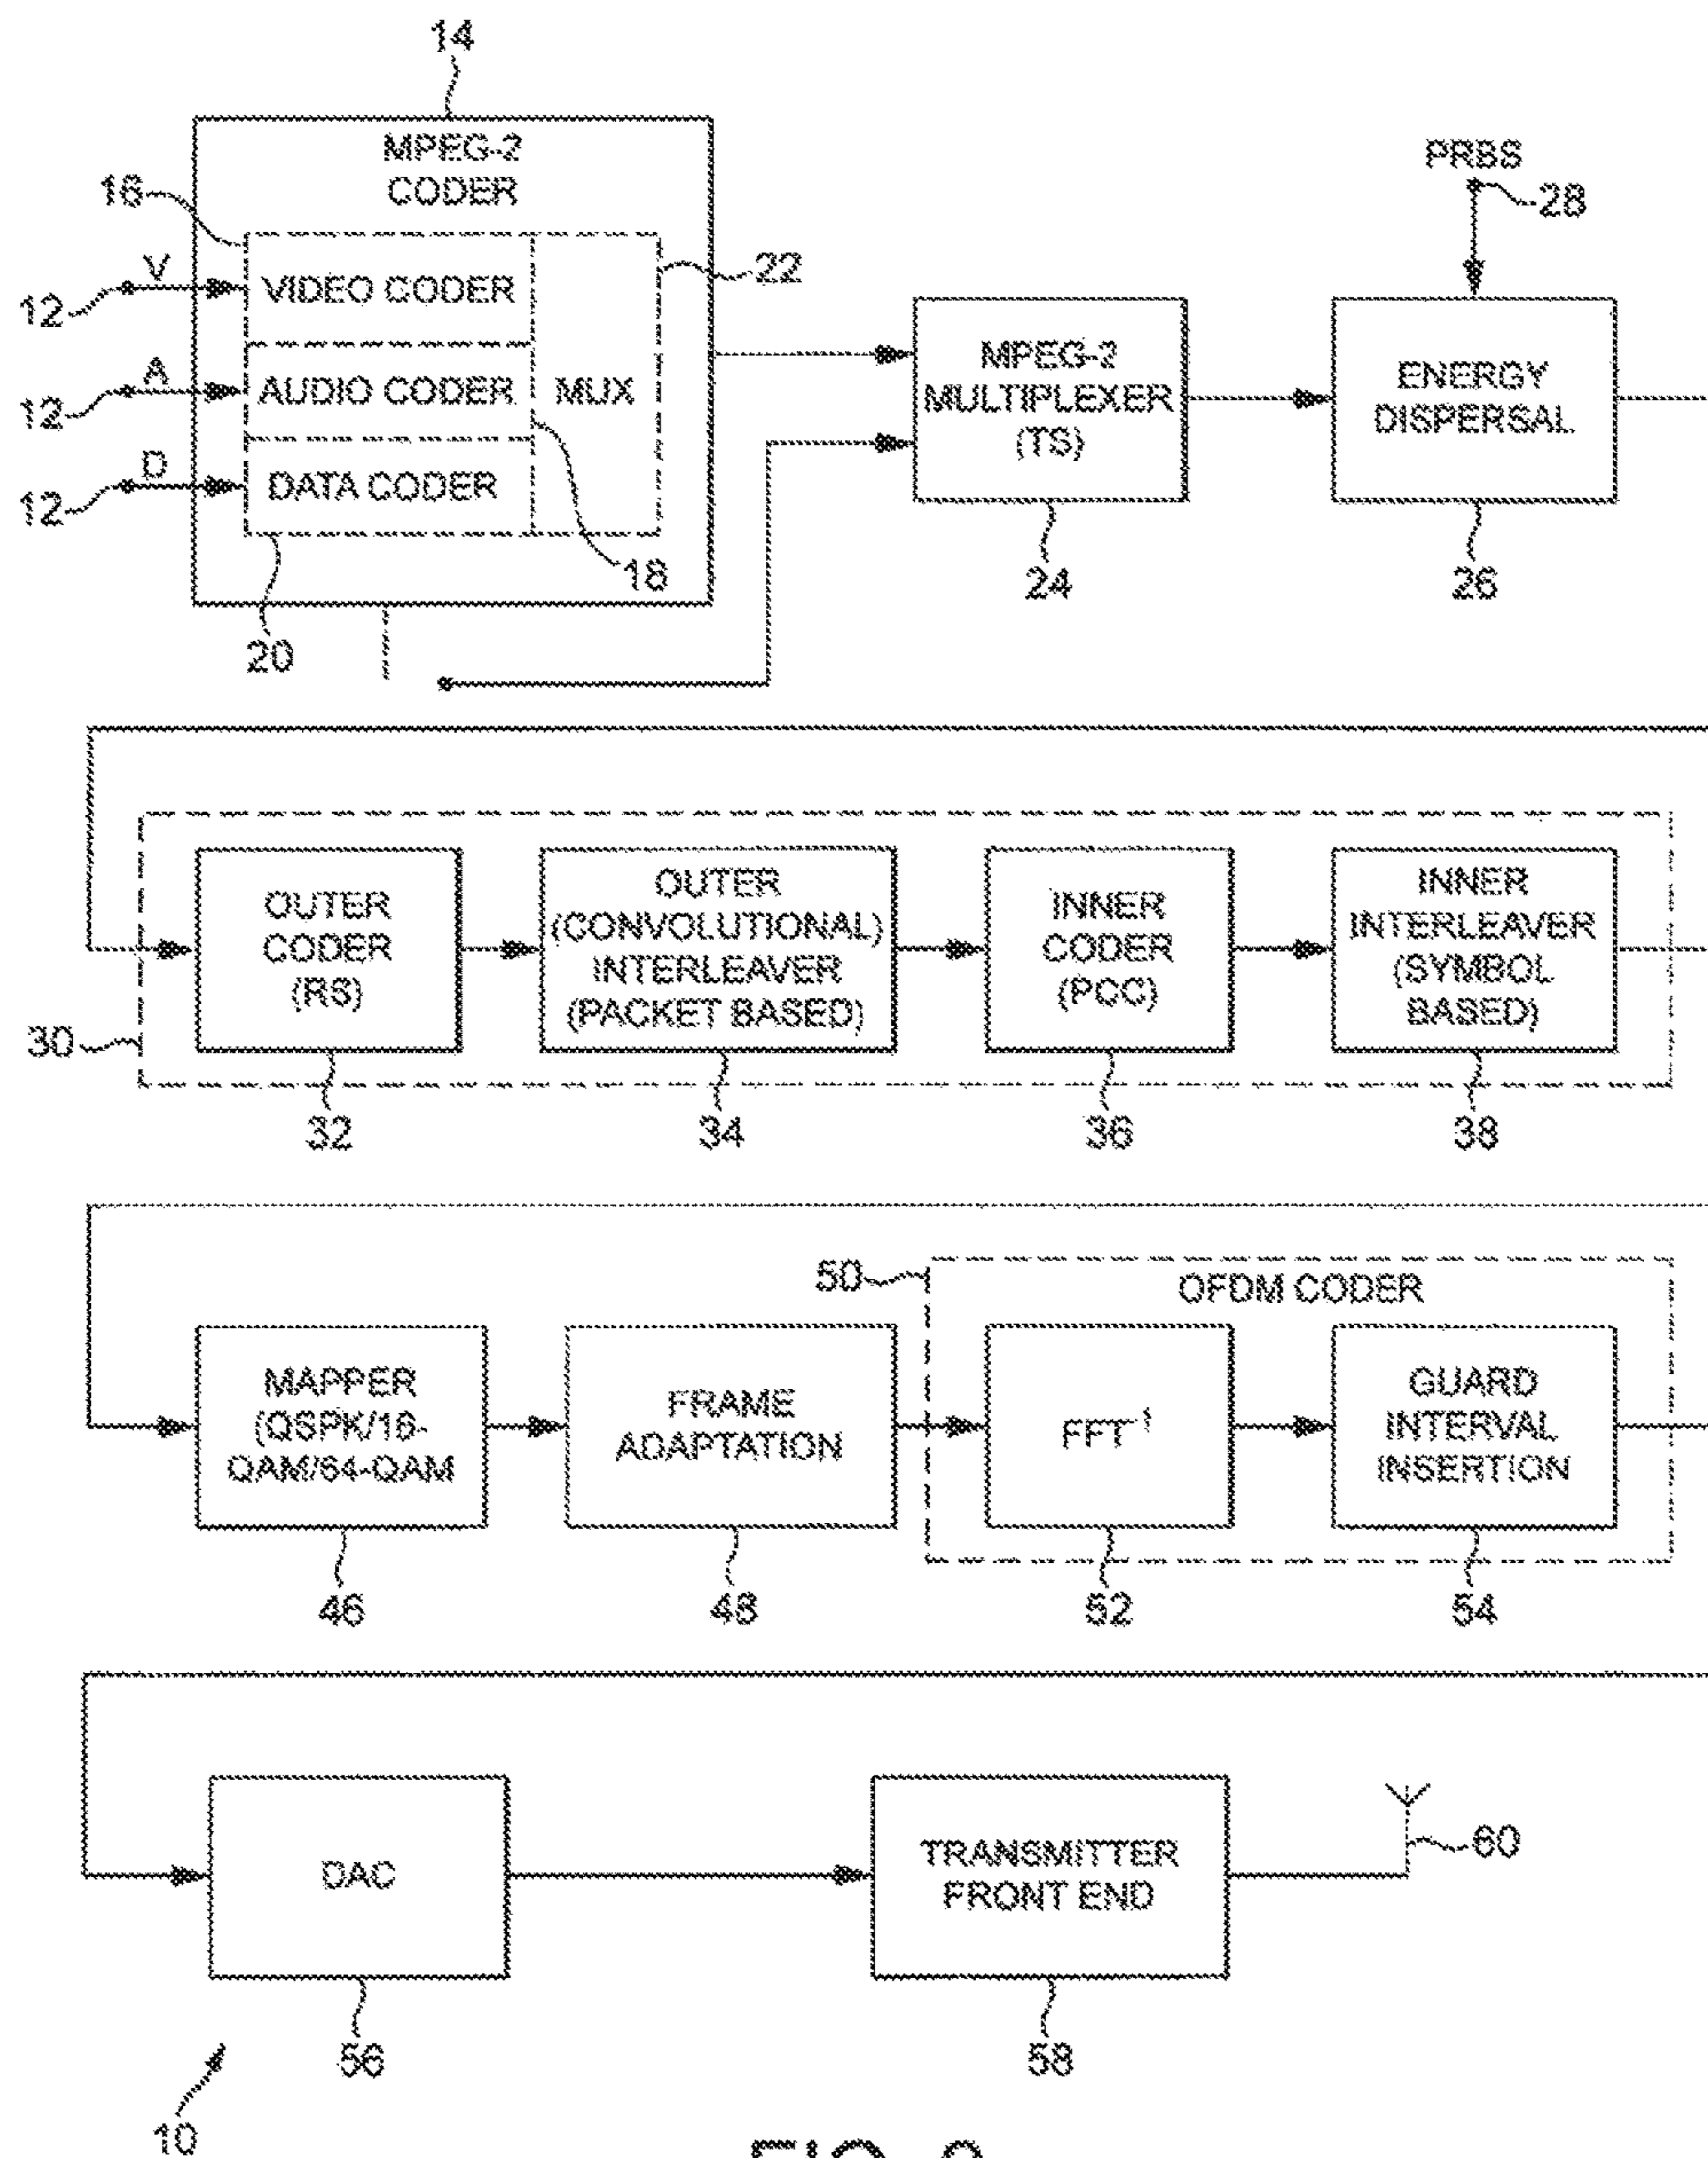 14
MPEG-2
CODER
16
V
12
VIDEO CODER
22
A
12
AUDIO CODER
MUX
D
12
DATA CODER
18
20
MPEG-2
MULTIPLEXER
(TS)
24
PRBS
28
ENERGY
DISPERSAL
26
30
OUTER
CODER
(RS)
32
OUTER
(CONVOLUTIONAL)
INTERLEAVER
(PACKET BASED)
34
INNER
CODER
(PCC)
36
INNER
INTERLEAVER
(SYMBOL
BASED)
38
MAPPER
(QSPK/16-
QAM/64-QAM
46
FRAME
ADAPTATION
48
50
OFDM CODER
FFT-1
52
GUARD
INTERVAL
INSERTION
54
DAC
56
TRANSMITTER
FRONT END
58
60
10